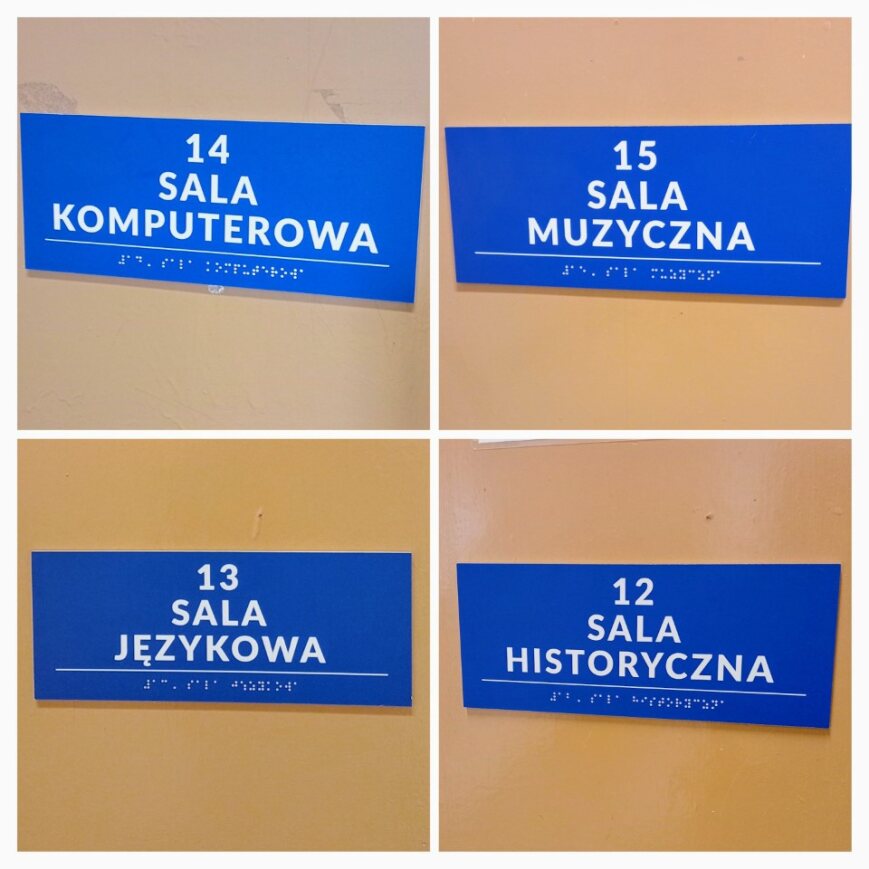 14
SALA
KOMPUTEROWA
15
SALA
MUZYCZNA
13
SALA
JĘZYKOWA
12
SALA
HISTORYCZNA